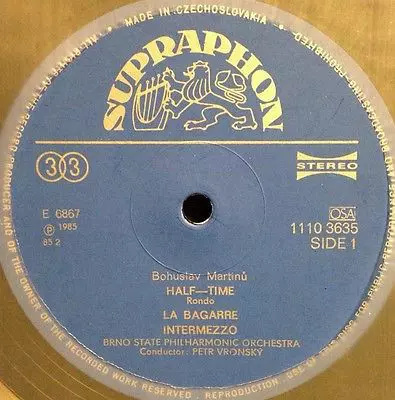 MADE IN CZECHOSLOVAKIA
SUPRAPHON
33
STEREO
E 6867
℗ 1985
85 2
OSA
1110 3635
SIDE 1
Bohuslav Martinů
HALF—TIME
Rondo
LA BAGARRE
INTERMEZZO
BRNO STATE PHILHARMONIC ORCHESTRA
Conductor: PETR VRONSKÝ
PRODUCER AND OF THE OWNER OF THE RECORDED WORK RESERVED . REPRODUCTION.
BROADCASTING PROHIBITED